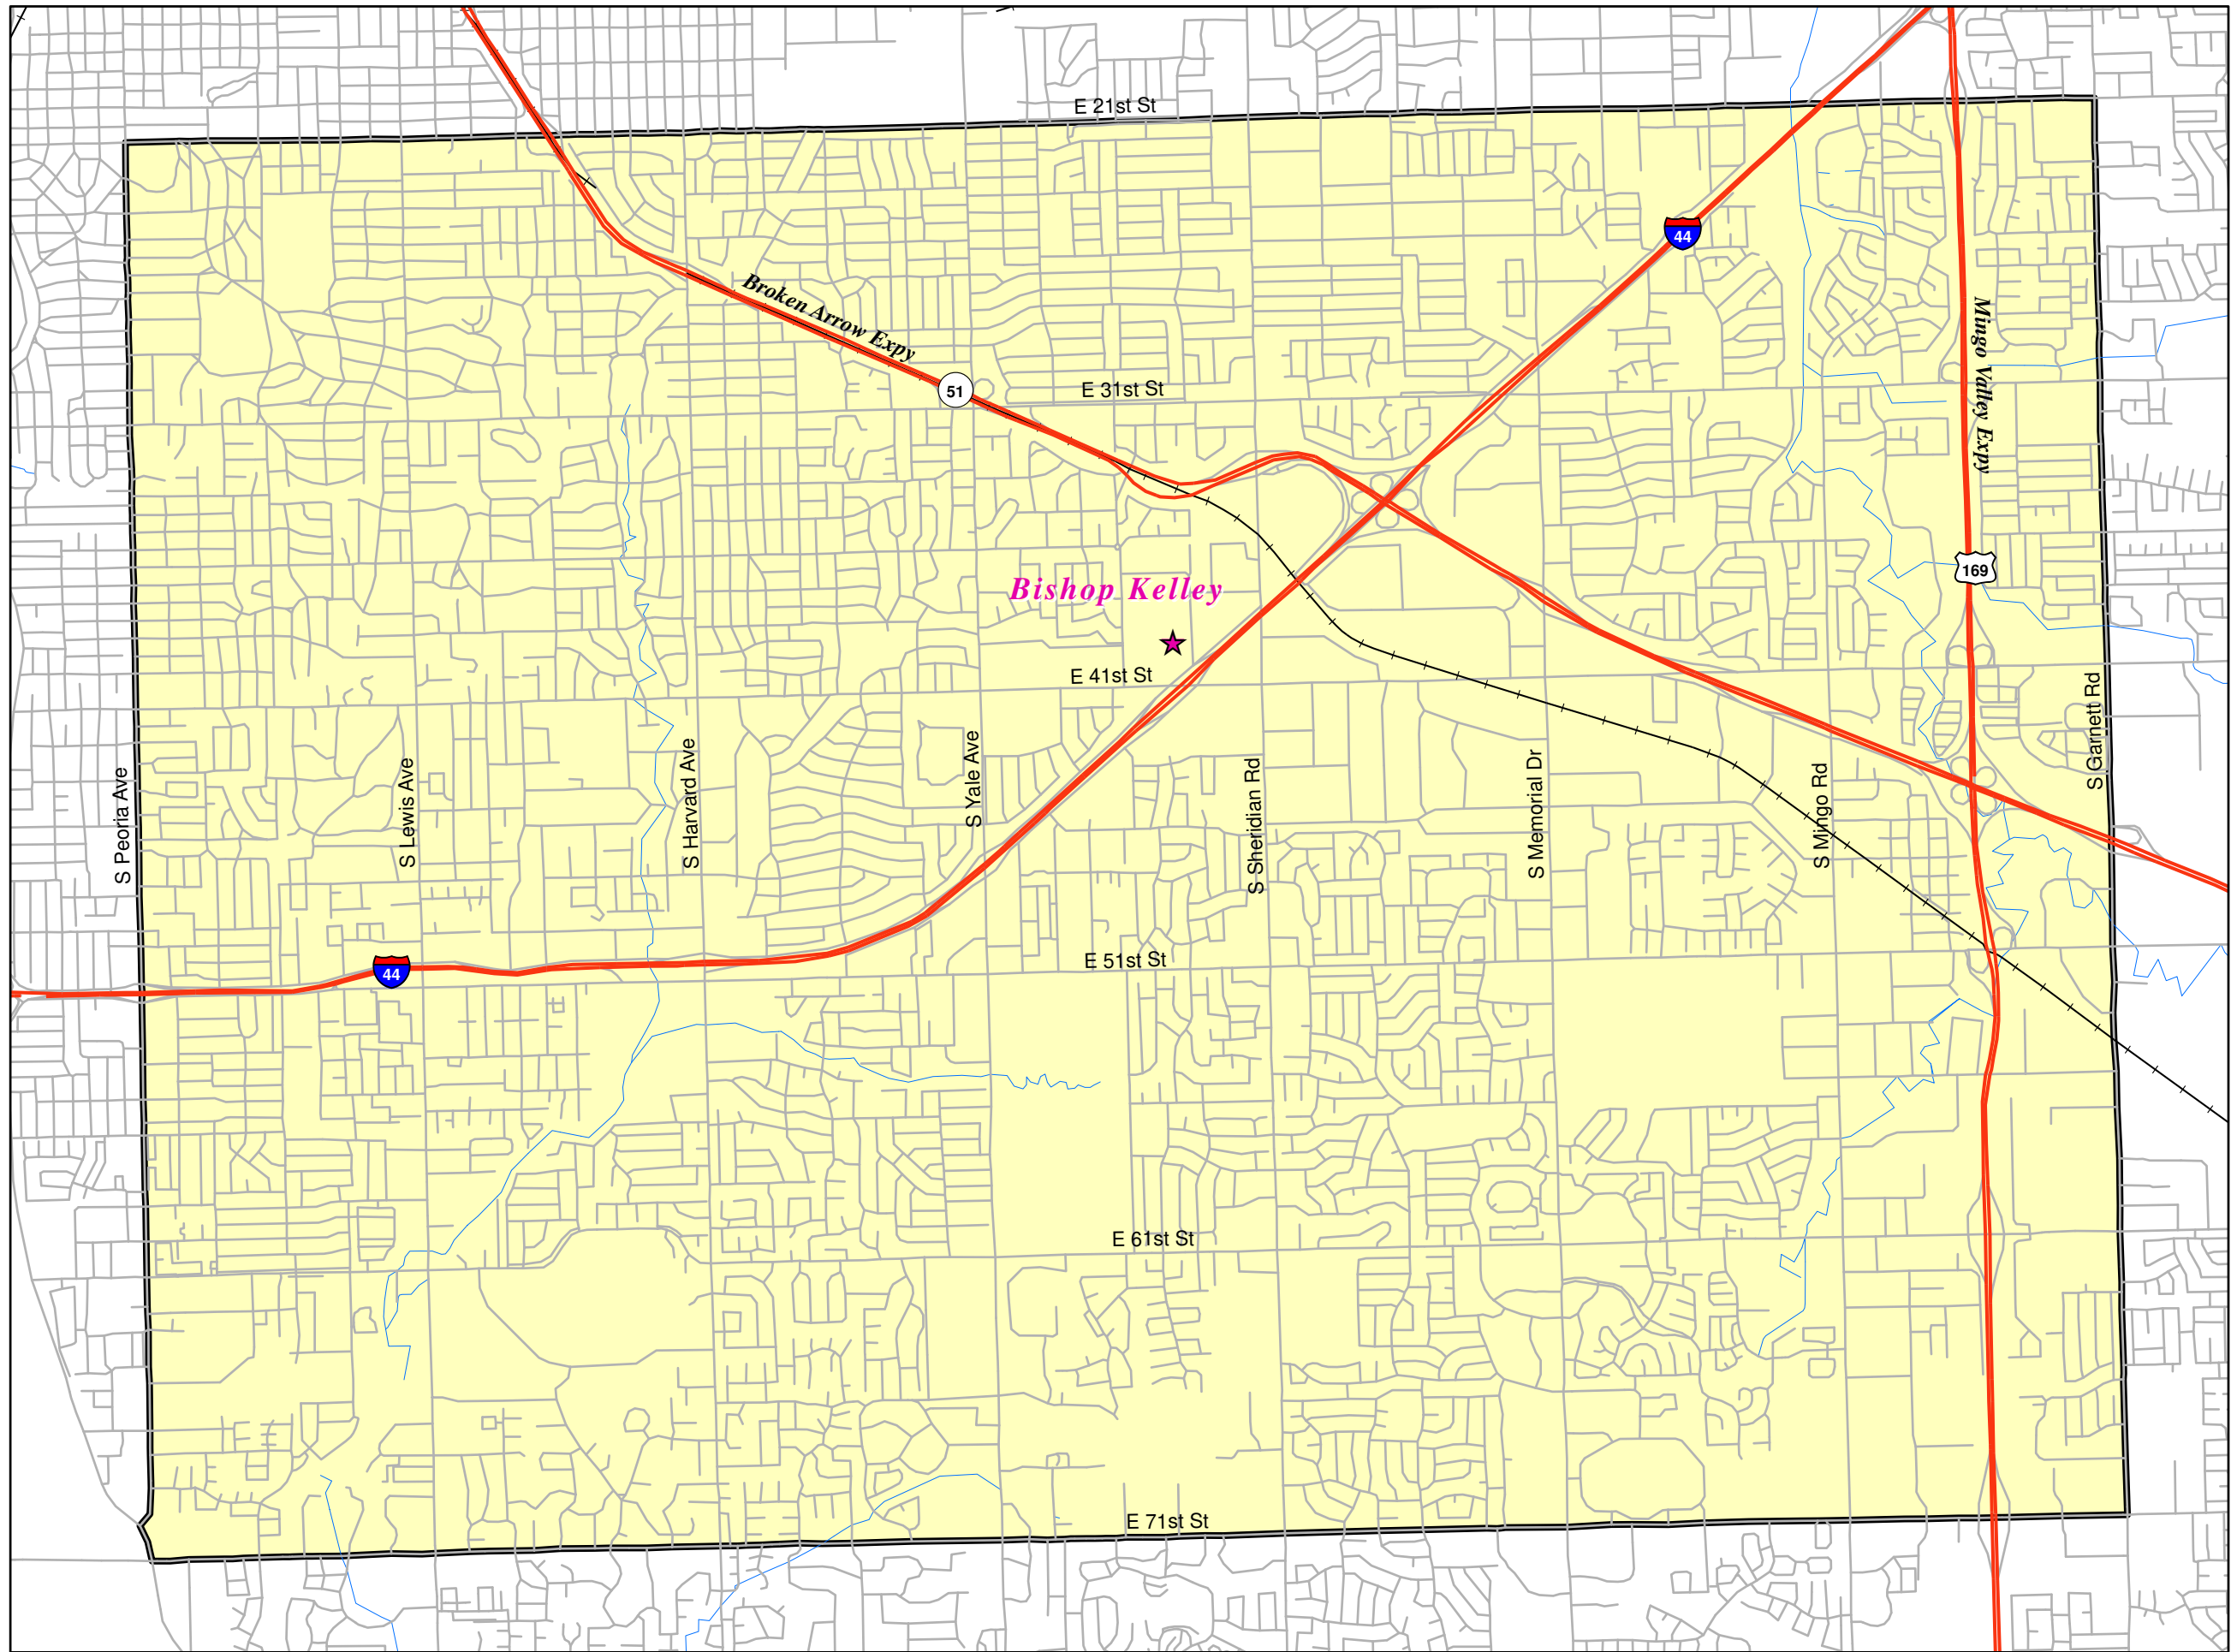 E 21st St
44
Broken Arrow Expy
Mingo Valley Expy
51
E 31st St
169
Bishop Kelley
E 41st St
S Peoria Ave
S Lewis Ave
S Harvard Ave
S Yale Ave
S Sheridian Rd
S Memorial Dr
S Mingo Rd
S Garnett Rd
44
E 51st St
E 61st St
E 71st St